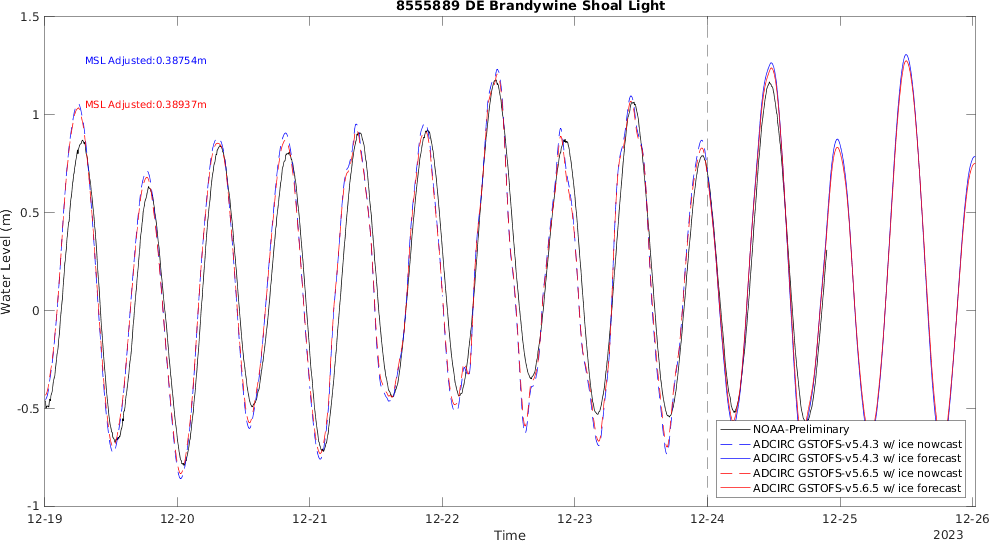 8555889 DE Brandywine Shoal Light
1.5
MSL Adjusted:0.38754m
MSL Adjusted:0.38937m
1
0.5
0
-0.5
-1
Water Level (m)
NOAA-Preliminary
ADCIRC GSTOFS-v5.4.3 w/ ice nowcast
ADCIRC GSTOFS-v5.4.3 w/ ice forecast
ADCIRC GSTOFS-v5.6.5 w/ ice nowcast
ADCIRC GSTOFS-v5.6.5 w/ ice forecast
12-19 12-20 12-21 12-22 12-23 12-24 12-25 12-26
Time
2023